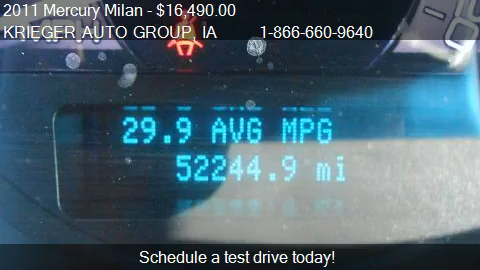 2011 Mercury Milan - $16,490.00
KRIEGER AUTO GROUP, IA 1-866-660-9640
29.9 AVG MPG
52244.9 mi
Schedule a test drive today!